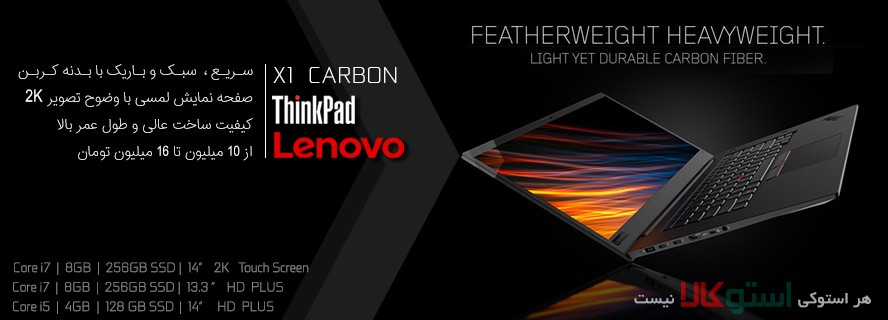 FEATHERWEIGHT HEAVYWEIGHT.
LIGHT YET DURABLE CARBON FIBER.
X1 CARBON
ThinkPad
Lenovo
سریع ، سبک و باریک با بدنه کربن
صفحه نمایش لمسی با وضوح تصویر 2K
کیفیت ساخت عالی و طول عمر بالا
از 10 میلیون تا 16 میلیون تومان
Core i7 | 8GB | 256GB SSD | 14" 2K Touch Screen
Core i7 | 8GB | 256GB SSD | 13.3 " HD PLUS
Core i5 | 4GB | 128 GB SSD | 14" HD PLUS
هر استوکی استوکالا نیست